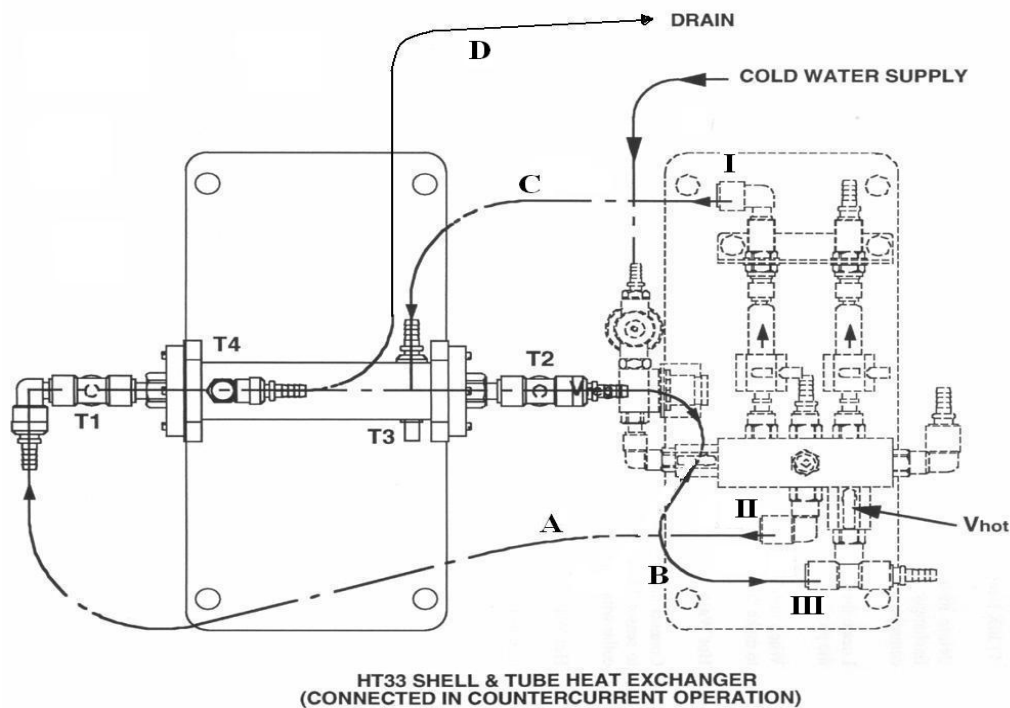 DRAIN
D
COLD WATER SUPPLY
I
C
T4
T2
T1
T3
V
II
A
Vhot
B
III
HT33 SHELL & TUBE HEAT EXCHANGER
(CONNECTED IN COUNTERCURRENT OPERATION)